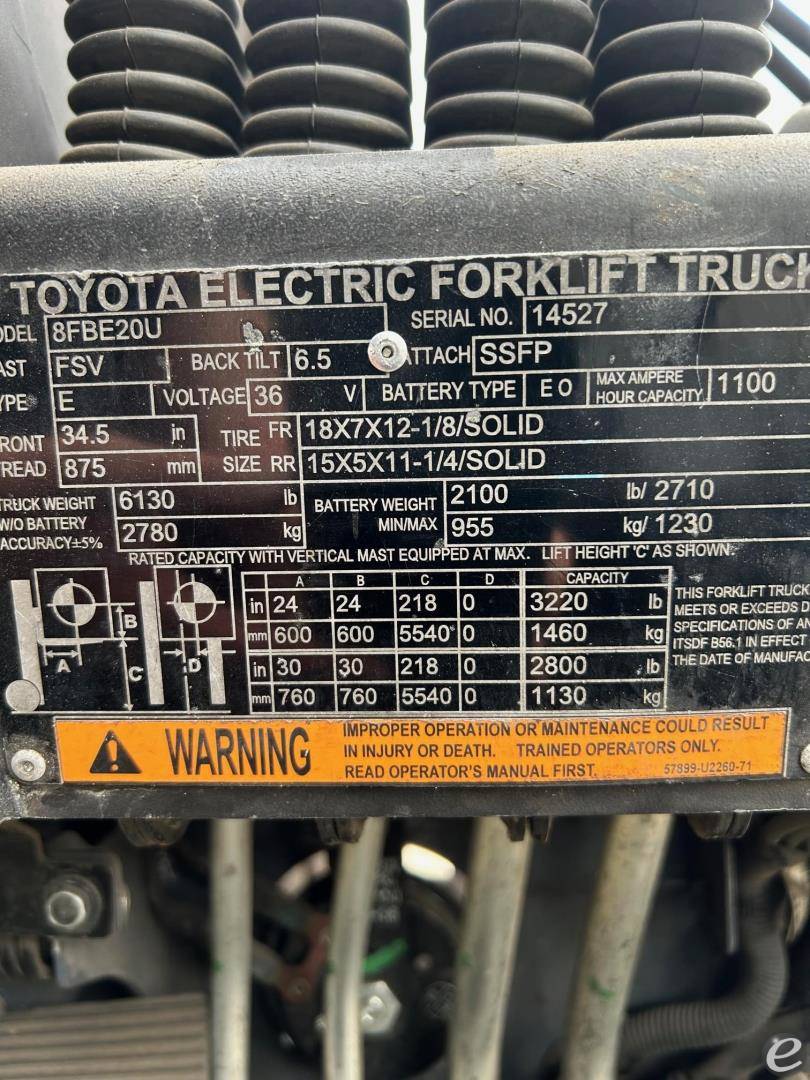 TOYOTA ELECTRIC FORKLIFT TRUCK
ODEL 8FBE20U SERIAL NO. 14527
AST FSV BACK TILT 6.5 ATTACH SSFP
YPE E VOLTAGE 36 V BATTERY TYPE E O MAX AMPERE HOUR CAPACITY 1100
RONT 34.5 in TIRE FR 18X7X12-1/8/SOLID
READ 875 mm SIZE RR 15X5X11-1/4/SOLID
TRUCK WEIGHT 6130 lb BATTERY WEIGHT 2100 lb/ 2710
W/O BATTERY
ACCURACY±5% 2780 kg MIN/MAX 955 kg/ 1230
RATED CAPACITY WITH VERTICAL MAST EQUIPPED AT MAX. LIFT HEIGHT 'C' AS SHOWN.
A B C D CAPACITY
in 24 24 218 0 3220 lb
mm 600 600 5540 0 1460 kg
in 30 30 218 0 2800 lb
mm 760 760 5540 0 1130 kg
A B C D
THIS FORKLIFT TRUCK
MEETS OR EXCEEDS D
SPECIFICATIONS OF AN
ITSDF B56.1 IN EFFECT
THE DATE OF MANUFAC
WARNING
IMPROPER OPERATION OR MAINTENANCE COULD RESULT
IN INJURY OR DEATH. TRAINED OPERATORS ONLY.
READ OPERATOR'S MANUAL FIRST. 57899-U2260-71
e